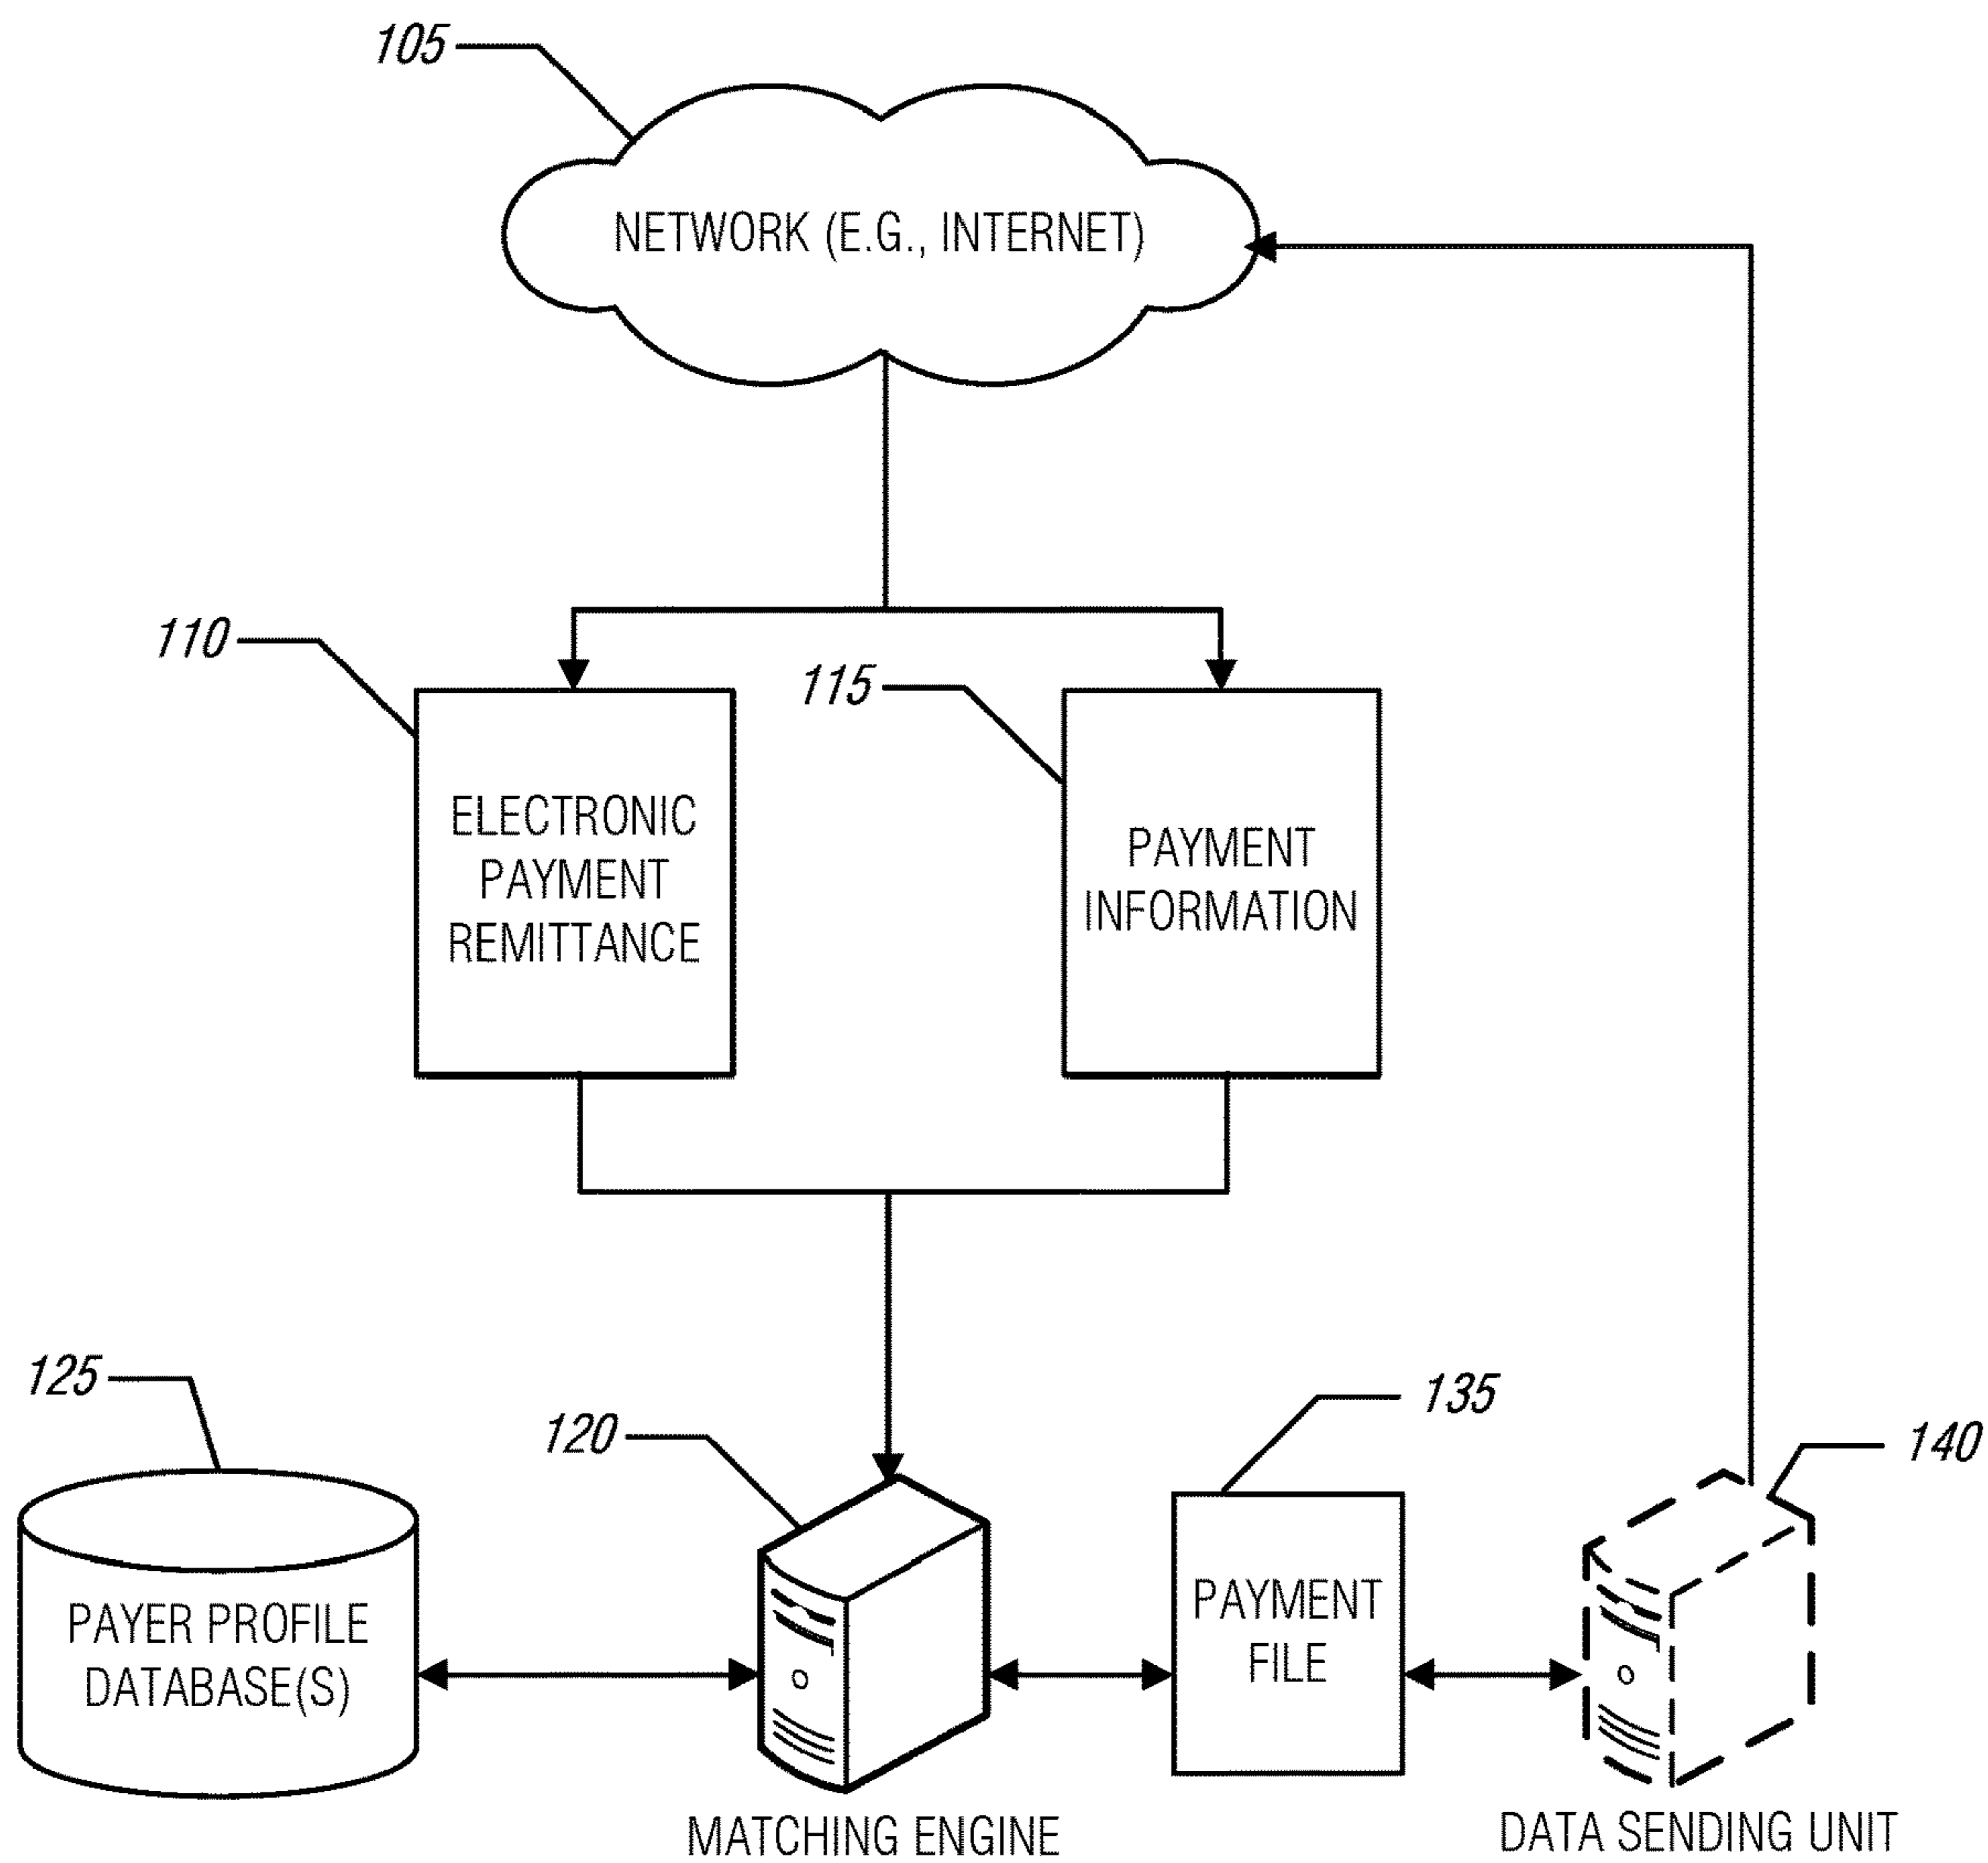 105
NETWORK (E.G., INTERNET)
110
115
ELECTRONIC
PAYMENT
REMITTANCE
PAYMENT
INFORMATION
125
120
135
140
PAYER PROFILE
DATABASE(S)
PAYMENT
FILE
MATCHING ENGINE
DATA SENDING UNIT